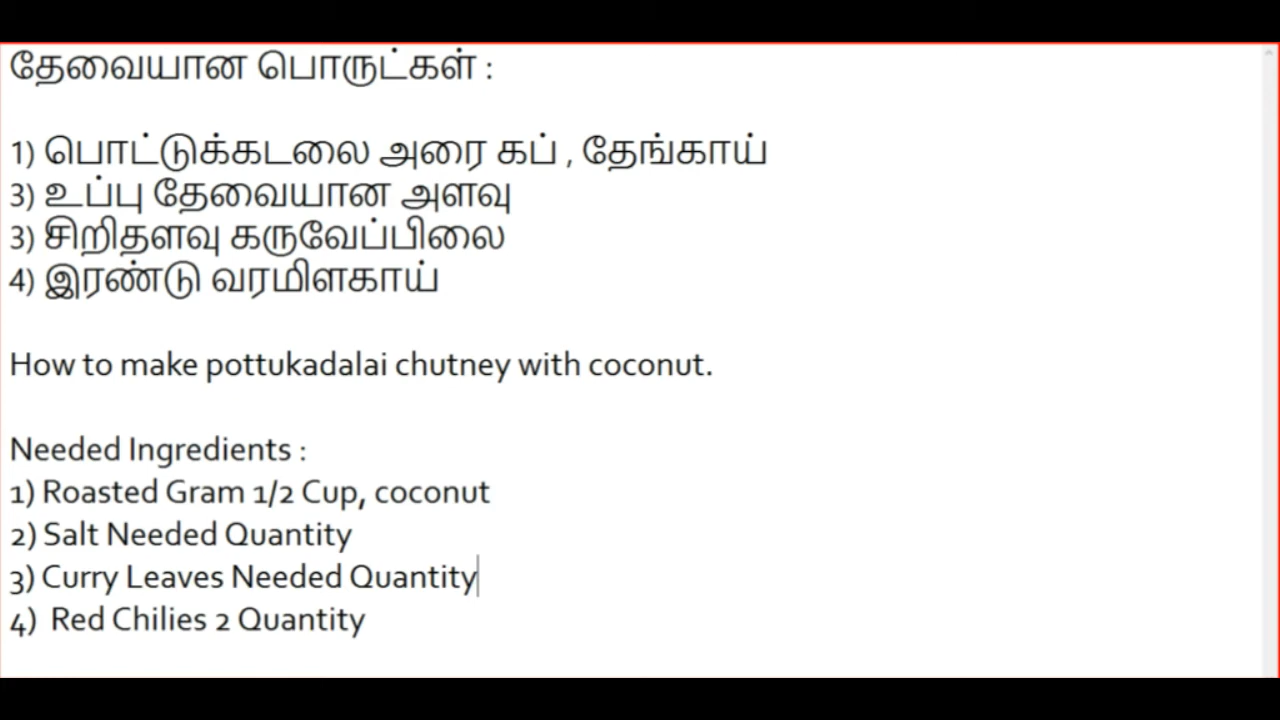 தேவையான பொருட்கள் :
1) பொட்டுக்கடலை அரை கப் , தேங்காய்
3) உப்பு தேவையான அளவு
3) சிறிதளவு கருவேப்பிலை
4) இரண்டு வரமிளகாய்
How to make pottukadalai chutney with coconut.
Needed Ingredients :
1) Roasted Gram 1/2 Cup, coconut
2) Salt Needed Quantity
3) Curry Leaves Needed Quantity
4)  Red Chilies 2 Quantity